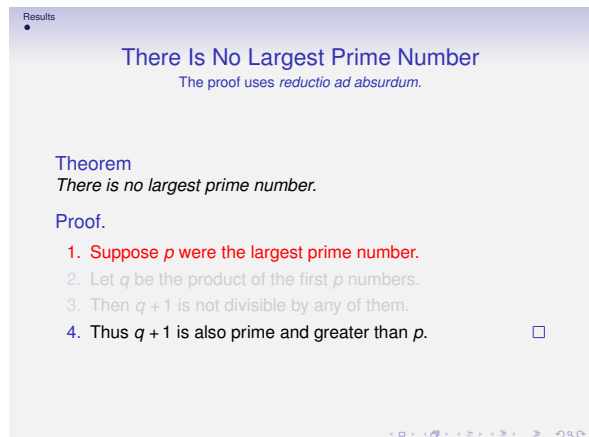 Results
There Is No Largest Prime Number
The proof uses reductio ad absurdum.
Theorem
There is no largest prime number.
Proof.
1. Suppose p were the largest prime number.
2. Let q be the product of the first p numbers.
3. Then q + 1 is not divisible by any of them.
4. Thus q + 1 is also prime and greater than p.